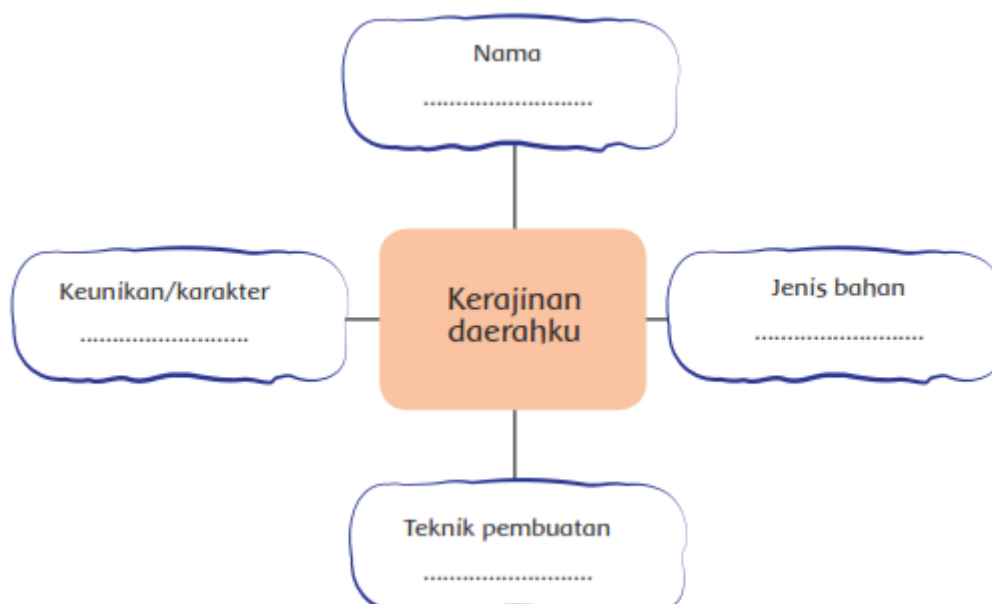 Nama
..........................
Keunikan/karakter
..........................
Kerajinan
daerahku
Jenis bahan
..........................
Teknik pembuatan
..........................